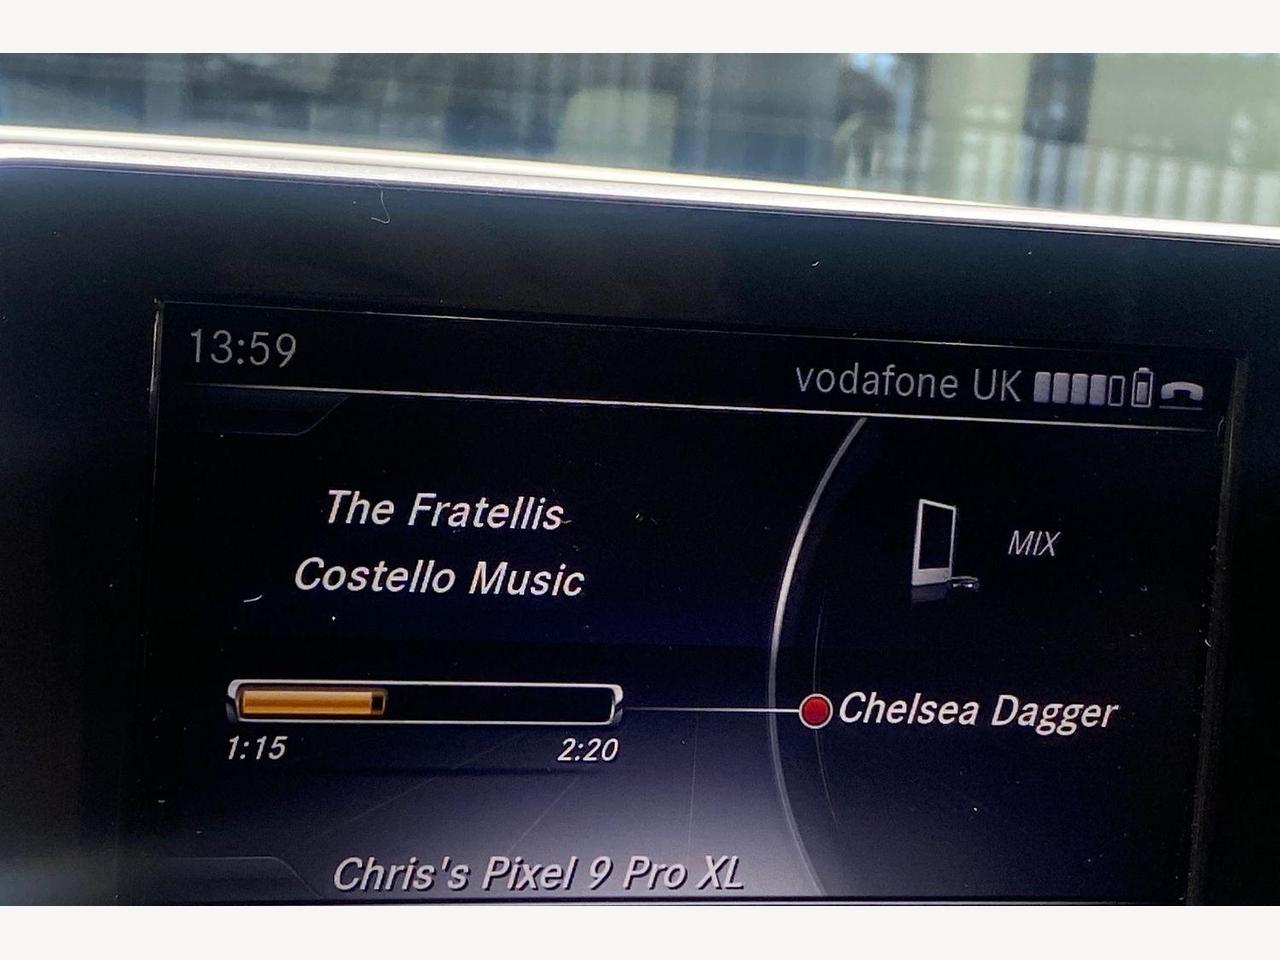 13:59
vodafone UK
The Fratellis
Costello Music
MIX
Chelsea Dagger
1:15
2:20
Chris's Pixel 9 Pro XL